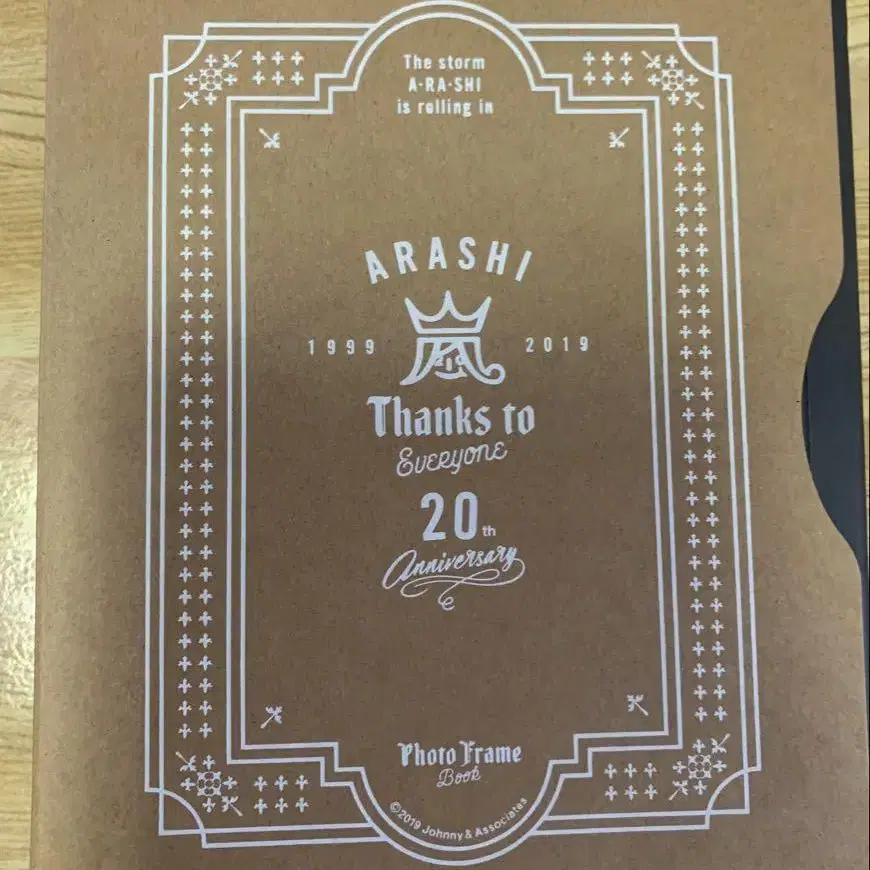 The storm
A・RA・SHI
is rolling in
ARASHI
嵐
1999 2019
Thanks to
Everyone
20th
Anniversary
Photo Frame
Book
©2019 Johnny & Associates